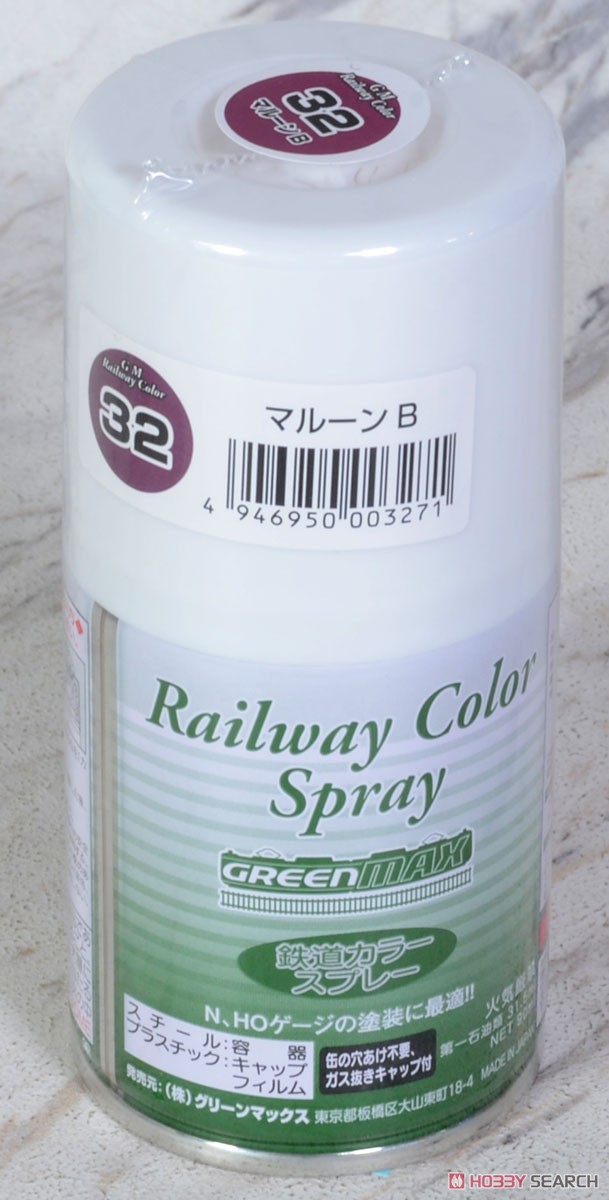 GM
Railway Color
32
マルーンB
GM
Railway Color
32
マルーン B
4 946950 003271
Railway Color
Spray
GREENMAX
鉄道カラー
スプレー
N、HOゲージの塗装に最適!!
スチール:容器
プラスチック:キャップ
フィルム
缶の穴あけ不要、
ガス抜きキャップ付
火気厳禁
第一石油類
NET
MADE IN
発売元:(株)グリーンマックス 東京都板橋区大山東町18-4
HOBBY SEARCH